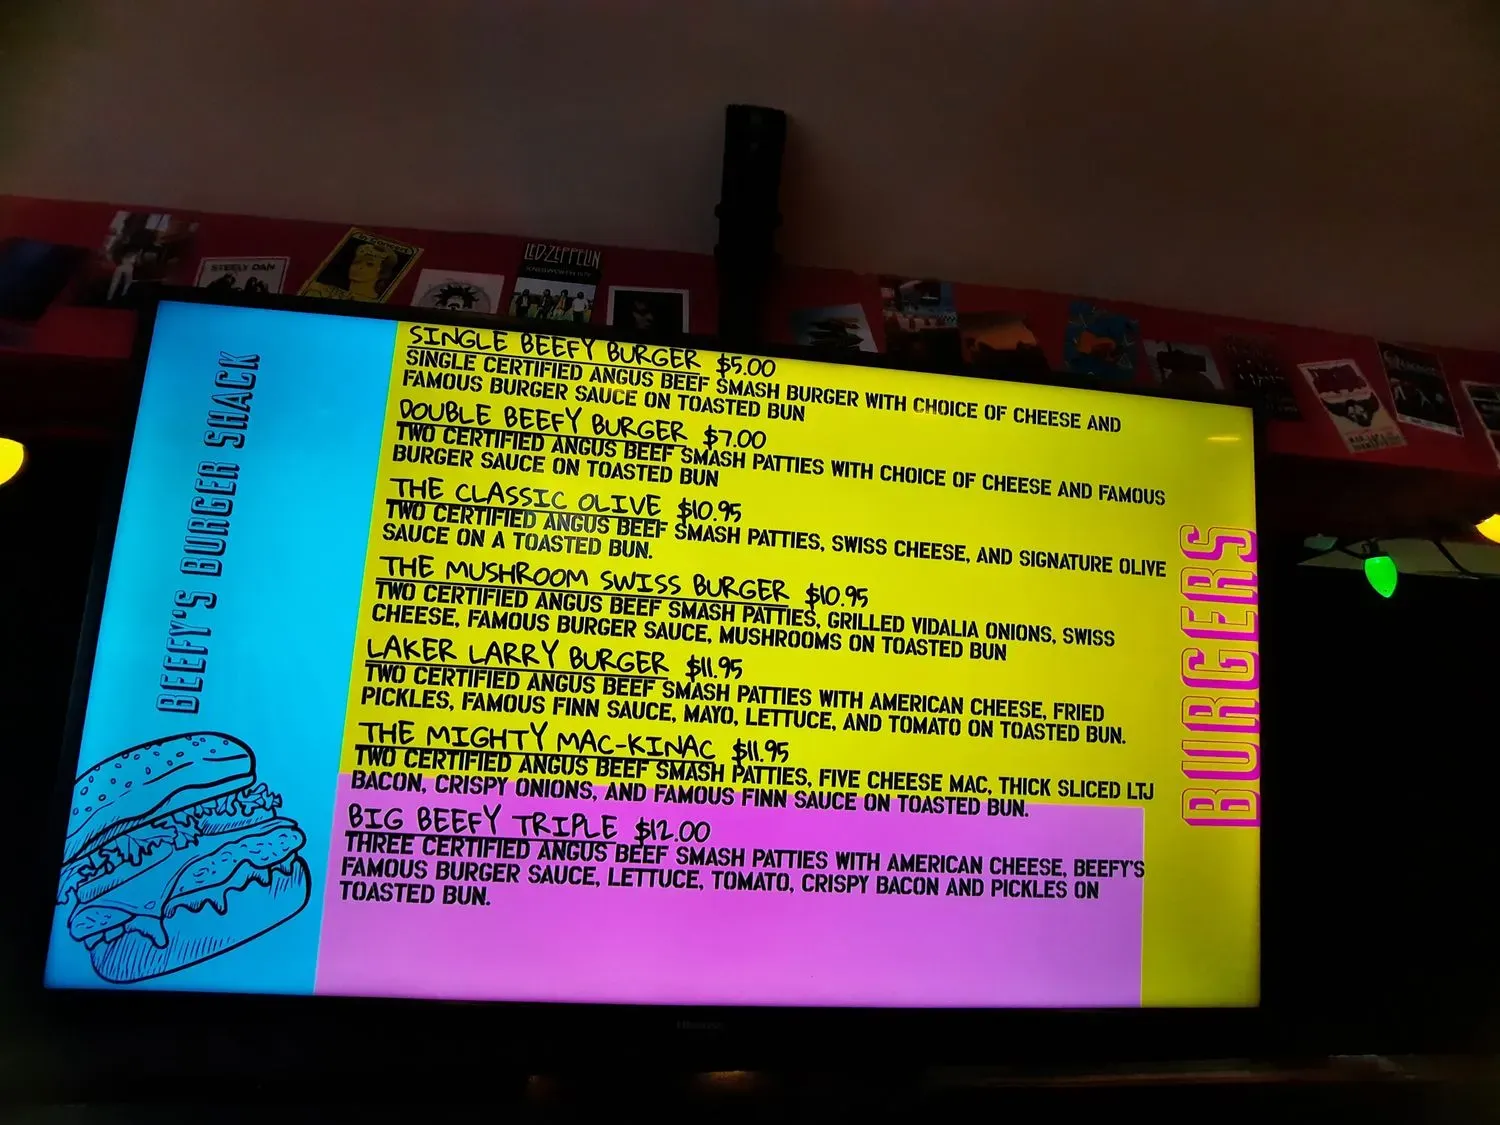 STEELY DAN
LED-ZEPPELIN
BEEFY'S BURGER SHACK
SINGLE BEEFY BURGER $5.00
SINGLE CERTIFIED ANGUS BEEF SMASH BURGER WITH CHOICE OF CHEESE AND
FAMOUS BURGER SAUCE ON TOASTED BUN
DOUBLE BEEFY BURGER $7.00
TWO CERTIFIED ANGUS BEEF SMASH PATTIES WITH CHOICE OF CHEESE AND FAMOUS
BURGER SAUCE ON TOASTED BUN
THE CLASSIC OLIVE $10.95
TWO CERTIFIED ANGUS BEEF SMASH PATTIES, SWISS CHEESE, AND SIGNATURE OLIVE
SAUCE ON A TOASTED BUN.
THE MUSHROOM SWISS BURGER $10.95
TWO CERTIFIED ANGUS BEEF SMASH PATTIES, GRILLED VIDALIA ONIONS, SWISS
CHEESE, FAMOUS BURGER SAUCE, MUSHROOMS ON TOASTED BUN
LAKER LARRY BURGER $11.95
TWO CERTIFIED ANGUS BEEF SMASH PATTIES WITH AMERICAN CHEESE, FRIED
PICKLES, FAMOUS FINN SAUCE, MAYO, LETTUCE, AND TOMATO ON TOASTED BUN.
THE MIGHTY MAC-KINAC $11.95
TWO CERTIFIED ANGUS BEEF SMASH PATTIES, FIVE CHEESE MAC, THICK SLICED LTJ
BACON, CRISPY ONIONS, AND FAMOUS FINN SAUCE ON TOASTED BUN.
BIG BEEFY TRIPLE $12.00
THREE CERTIFIED ANGUS BEEF SMASH PATTIES WITH AMERICAN CHEESE, BEEFY'S
FAMOUS BURGER SAUCE, LETTUCE, TOMATO, CRISPY BACON AND PICKLES ON
TOASTED BUN.
BURGERS
Hisense